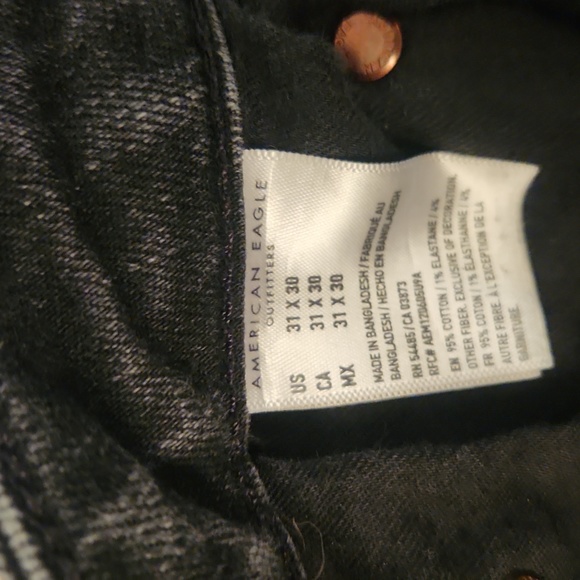 AMERICAN EAGLE
OUTFITTERS
US 31 X 30
CA 31 X 30
MX 31 X 30
MADE IN BANGLADESH / FABRIQUÉ AU
BANGLADESH / HECHO EN BANGLADESH
RN 54485 / CA 03873
EN 95% COTTON / 1% ELASTANE / 4%
OTHER FIBER, EXCLUSIVE OF DECORATION
FR 95% COTON / 1% ÉLASTHANNE / 4%
AUTRE FIBRE, À L'EXCEPTION DE LA
GARNITURE